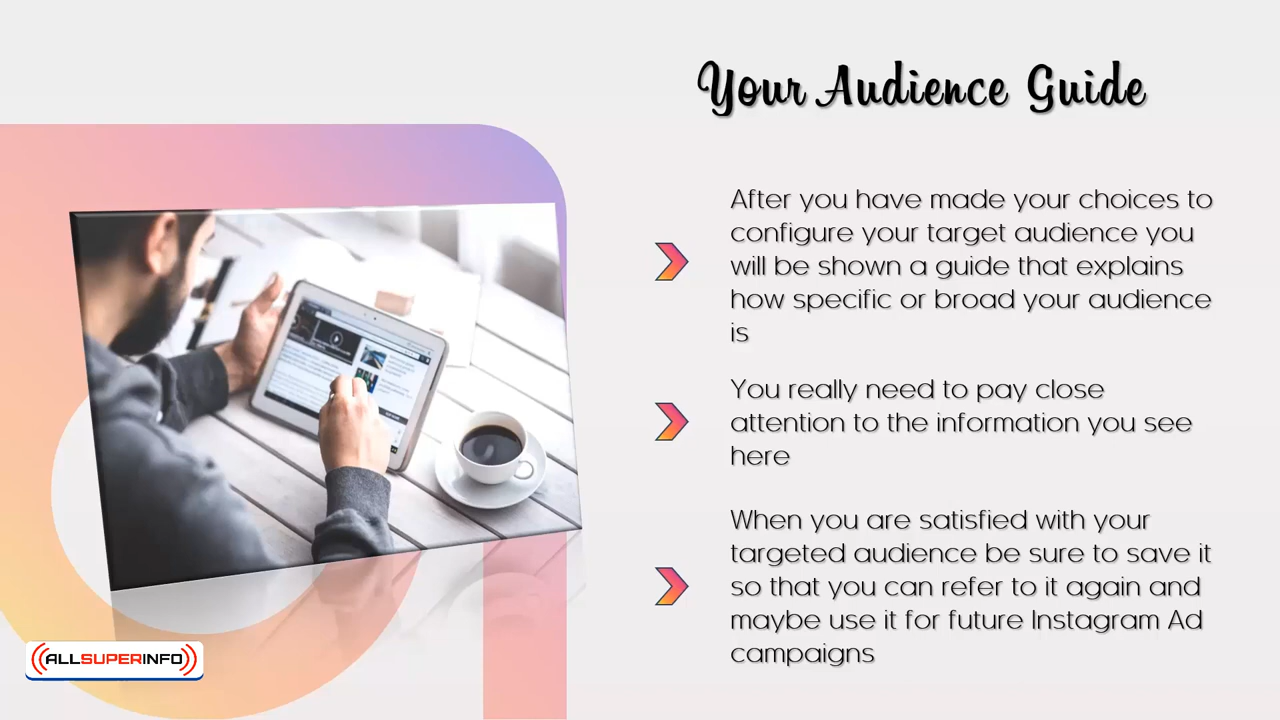 Your Audience Guide
After you have made your choices to
configure your target audience you
will be shown a guide that explains
how specific or broad your audience
is
You really need to pay close
attention to the information you see
here
When you are satisfied with your
targeted audience be sure to save it
so that you can refer to it again and
maybe use it for future Instagram Ad
campaigns
ALLSUPERINFO